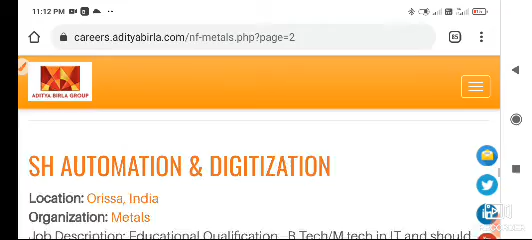 11:12 PM
careers.adityabirla.com/nf-metals.php?page=2
85
ADITYA BIRLA GROUP
SH AUTOMATION & DIGITIZATION
Location: Orissa, India
Organization: Metals
Job Description: Educational Qualification – B.Tech/M.tech in IT and should